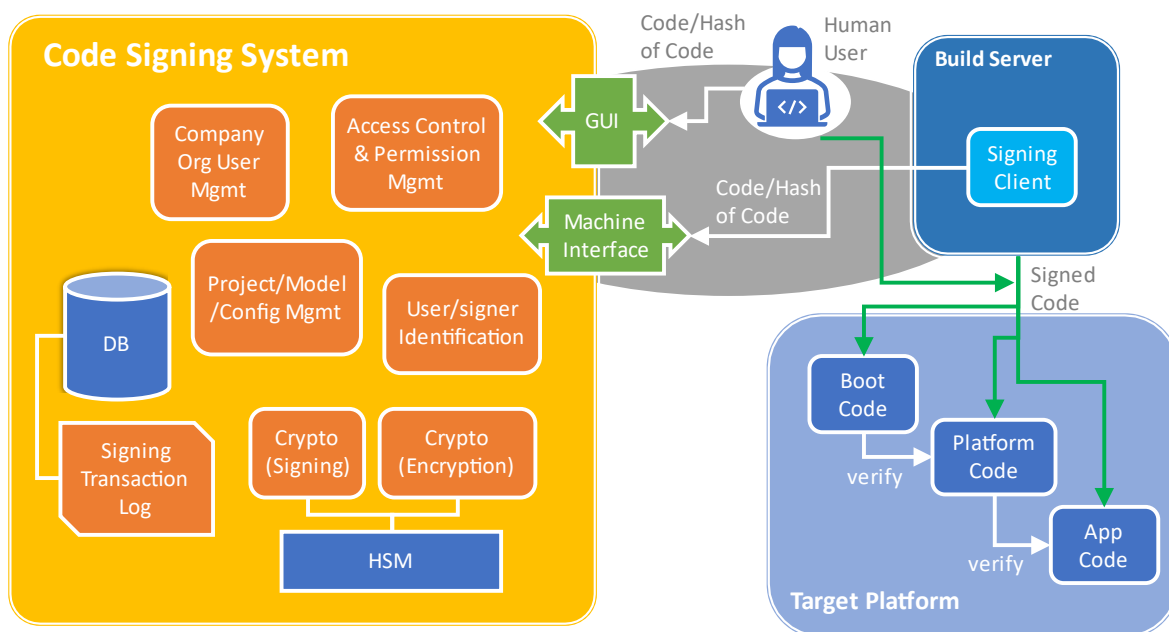 Code Signing System
Company
Org User
Mgmt
Access Control
& Permission
Mgmt
Project/Model
/Config Mgmt
User/signer
Identification
DB
Signing
Transaction
Log
Crypto
(Signing)
Crypto
(Encryption)
HSM
GUI
Machine
Interface
Code/Hash
of Code
Human
User
</>
Code/Hash
of Code
Build Server
Signing
Client
Signed
Code
Boot
Code
verify
Platform
Code
verify
App
Code
Target Platform